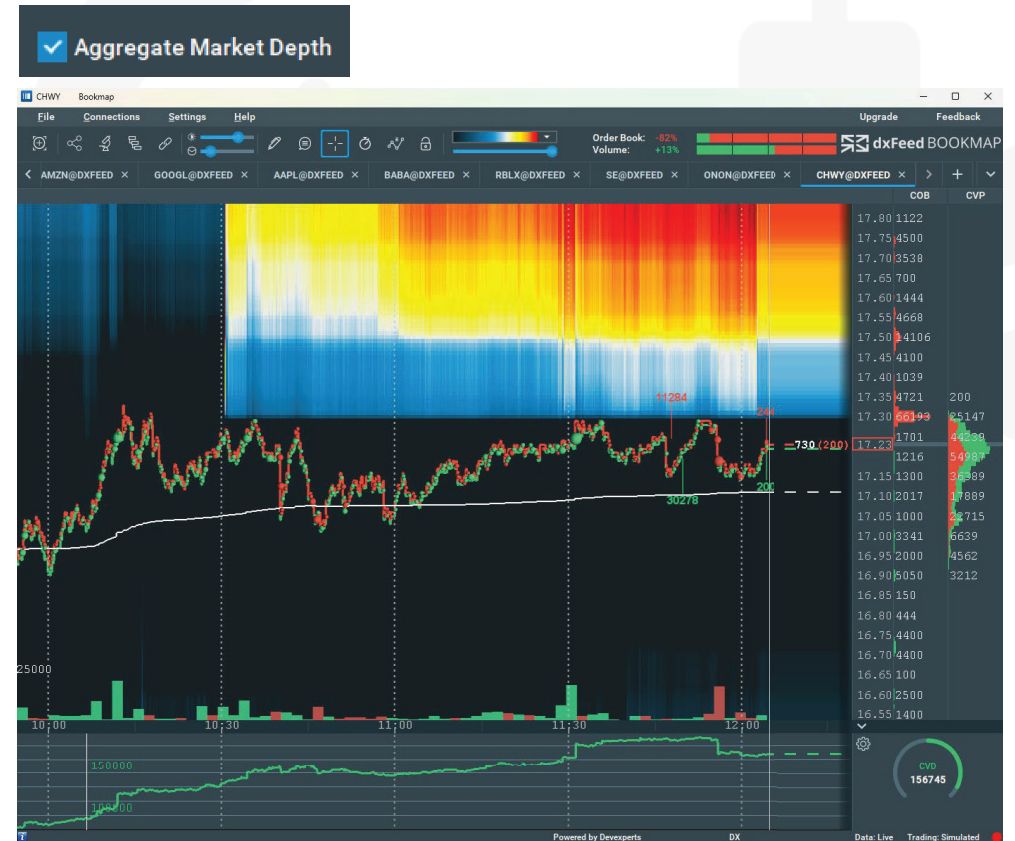 Aggregate Market Depth
CHWY Bookmap
File Connections Settings Help Upgrade Feedback
Order Book: -82%
Volume: +13%
dxFeed BOOKMAP
AMZN@DXFEED × GOOGL@DXFEED × AAPL@DXFEED × BABA@DXFEED × RBLX@DXFEED × SE@DXFEED × ONON@DXFEED × CHWY@DXFEED ×
COB CVP
17.80 1122
17.75 4500
17.70 3538
17.65 700
17.60 1444
17.55 4668
17.50 14106
17.45 4100
17.40 1039
11284
17.35 4721 200
17.30 66193 25147
730 (200)
1701 44239
17.23
1216 54987
17.15 1300 36989
200
30278
17.10 2017 17889
17.05 1000 22715
17.00 3341 6639
16.95 2000 4562
16.90 5050 3212
16.85 150
16.80 444
16.75 4400
16.70 4400
25000
16.65 100
16.60 2500
16.55 1400
10:00 10:30 11:00 11:30 12:00
150000
100000
CVD
156745
Powered by Devexperts DX Data: Live Trading: Simulated